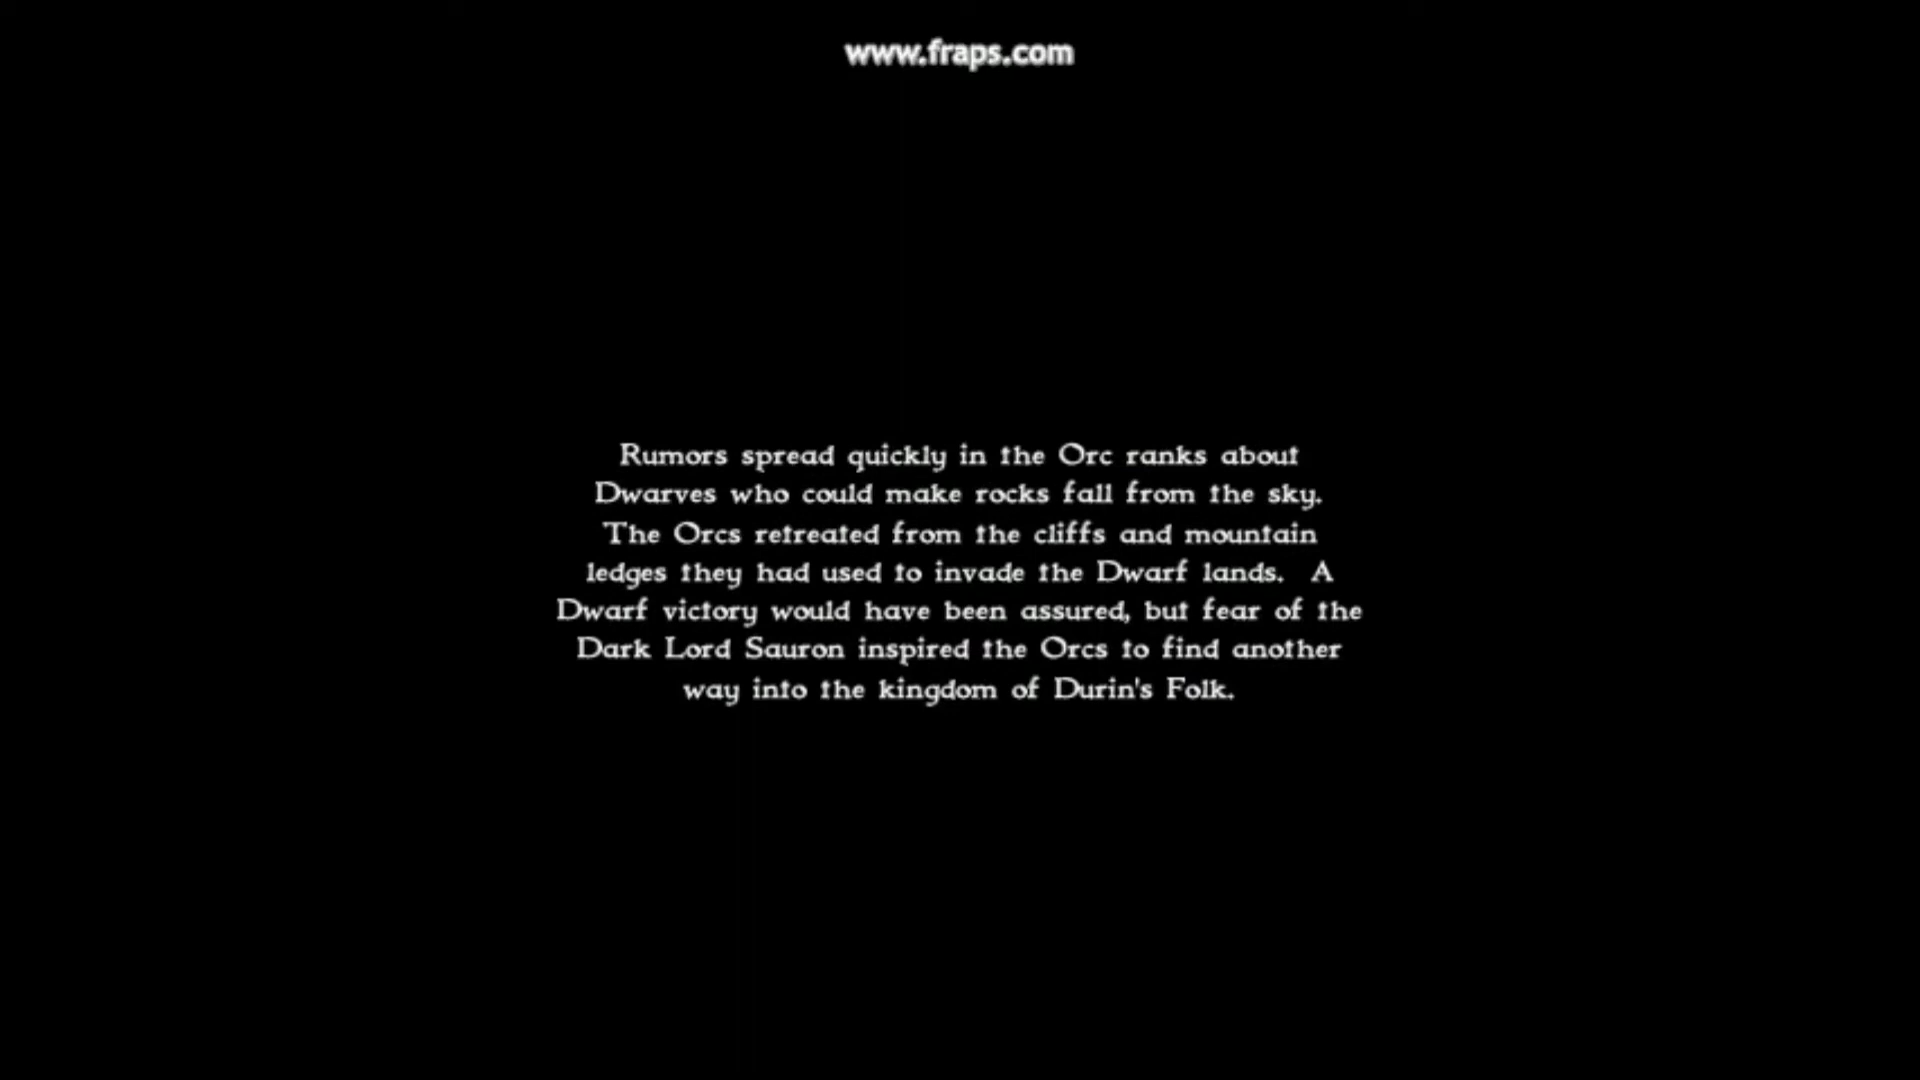 www.fraps.com
Rumors spread quickly in the Orc ranks about
Dwarves who could make rocks fall from the sky.
The Orcs retreated from the cliffs and mountain
ledges they had used to invade the Dwarf lands.  A
Dwarf victory would have been assured, but fear of the
Dark Lord Sauron inspired the Orcs to find another
way into the kingdom of Durin's Folk.